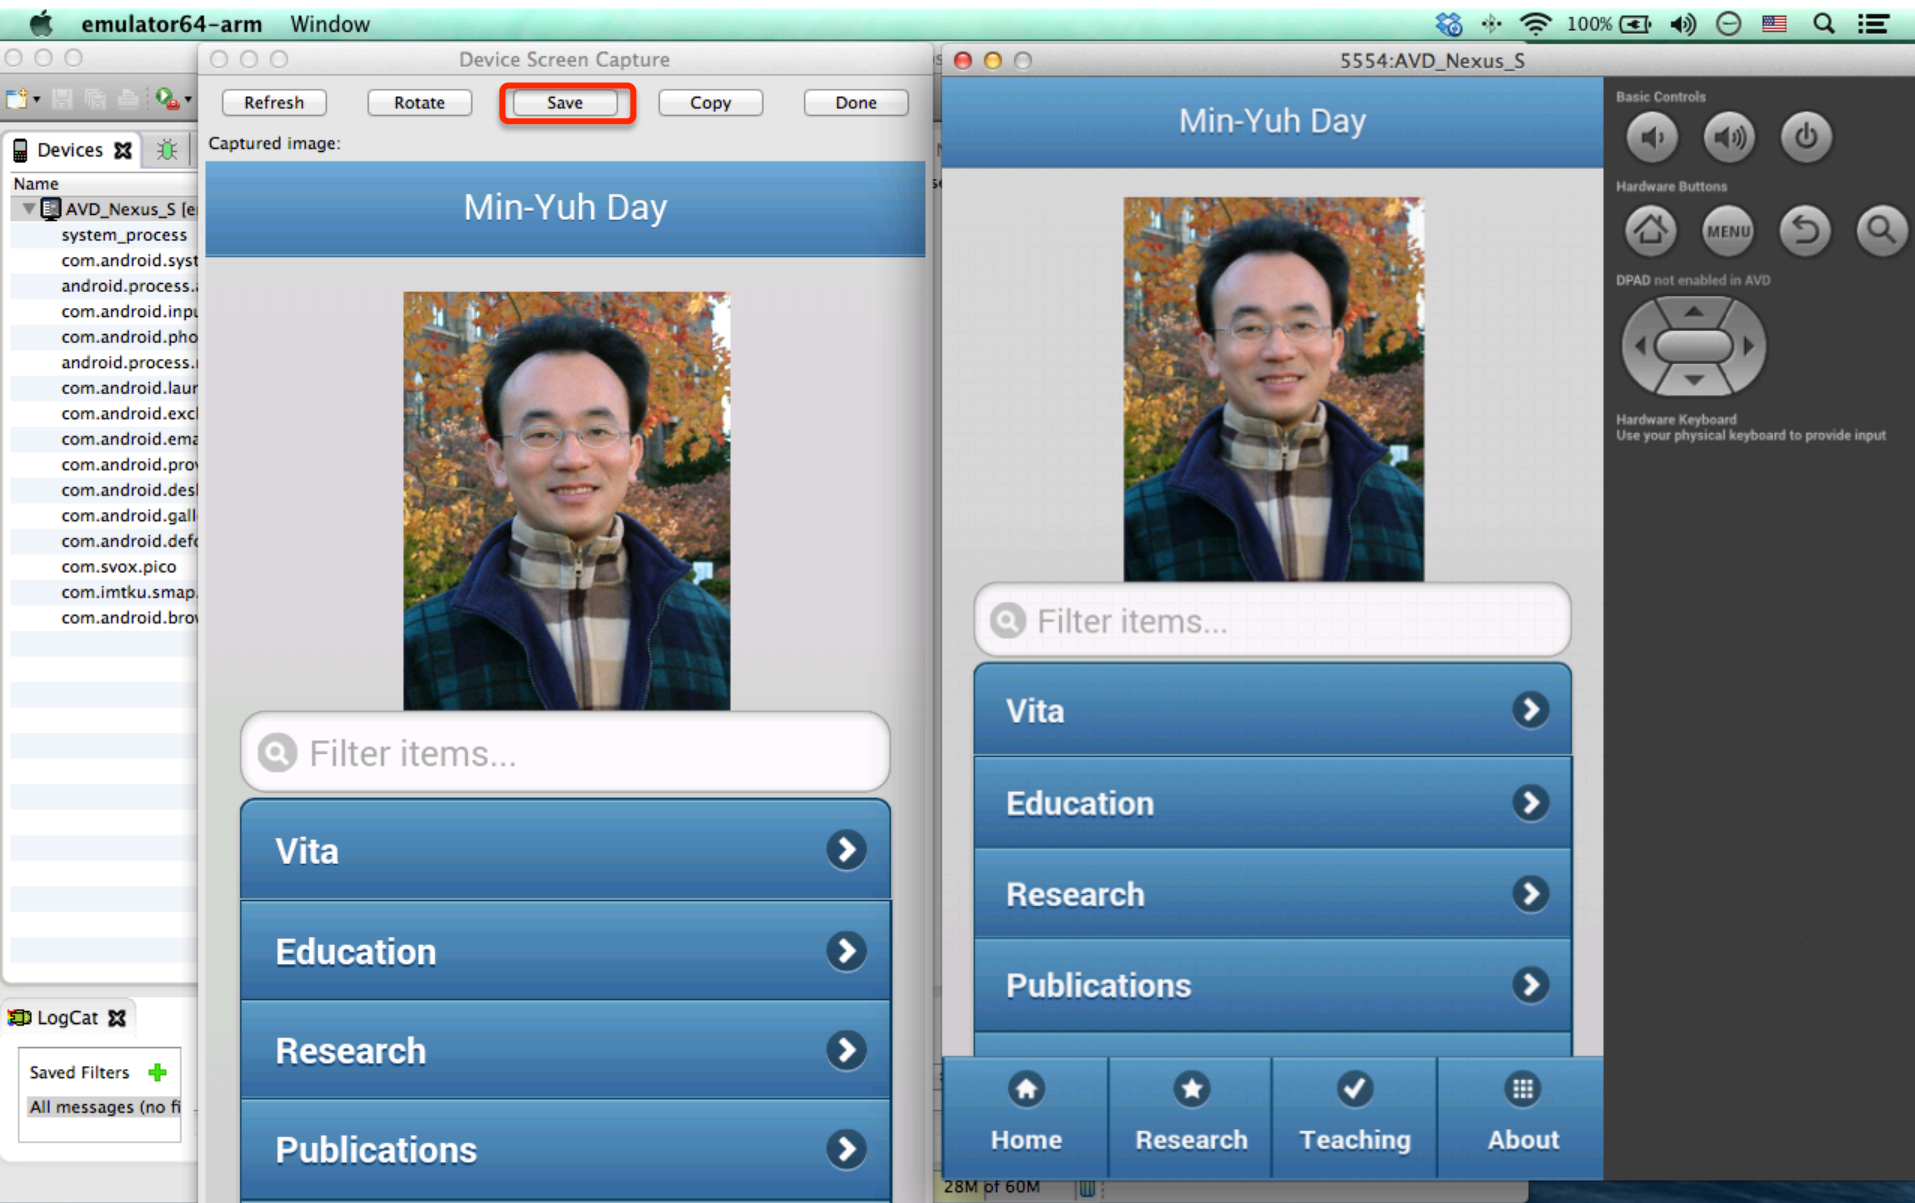 emulator64-arm Window
100%
Device Screen Capture
Refresh Rotate Save Copy Done
Captured image:
Devices
Name
AVD_Nexus_S [e
system_process
com.android.syst
android.process.
com.android.inpu
com.android.pho
android.process.
com.android.laur
com.android.excl
com.android.ema
com.android.prov
com.android.desl
com.android.gall
com.android.defc
com.svox.pico
com.imtku.smap.
com.android.brov
LogCat
Saved Filters
All messages (no fi
Min-Yuh Day
Filter items...
Vita
Education
Research
Publications
5554:AVD_Nexus_S
Min-Yuh Day
Filter items...
Vita
Education
Research
Publications
Home Research Teaching About
28M of 60M
Basic Controls
Hardware Buttons
MENU
DPAD not enabled in AVD
Hardware Keyboard
Use your physical keyboard to provide input